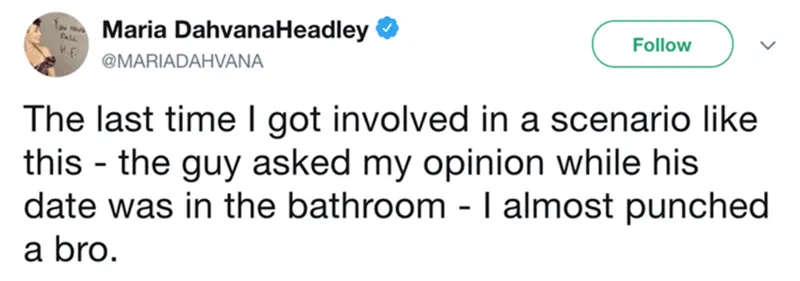 Maria DahvanaHeadley
@MARIADAHVANA
Follow
The last time I got involved in a scenario like
this - the guy asked my opinion while his
date was in the bathroom - I almost punched
a bro.